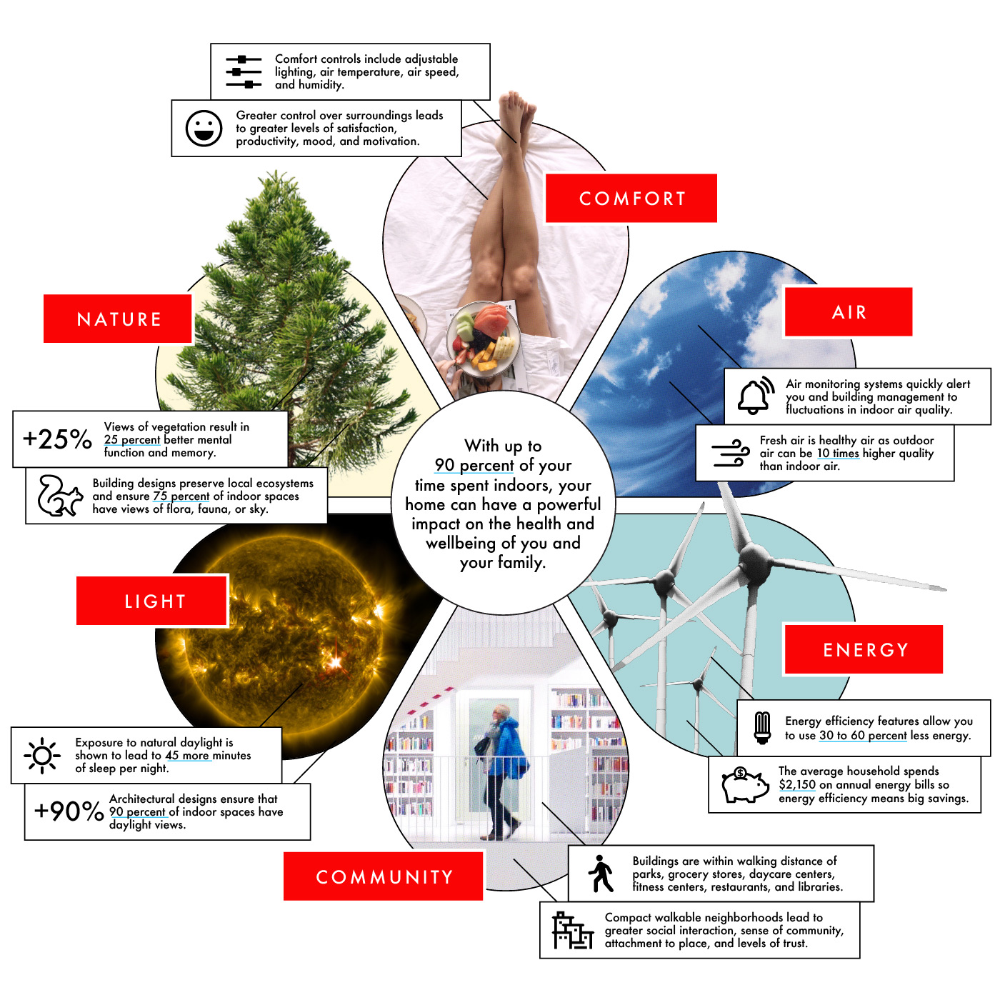 Comfort controls include adjustable
lighting, air temperature, air speed,
and humidity.
Greater control over surroundings leads
to greater levels of satisfaction,
productivity, mood, and motivation.
COMFORT
AIR
Air monitoring systems quickly alert
you and building management to
fluctuations in indoor air quality.
Fresh air is healthy air as outdoor
air can be 10 times higher quality
than indoor air.
NATURE
+25%
Views of vegetation result in
25 percent better mental
function and memory.
Building designs preserve local ecosystems
and ensure 75 percent of indoor spaces
have views of flora, fauna, or sky.
With up to
90 percent of your
time spent indoors, your
home can have a powerful
impact on the health and
wellbeing of you and
your family.
LIGHT
Exposure to natural daylight is
shown to lead to 45 more minutes
of sleep per night.
+90%
Architectural designs ensure that
90 percent of indoor spaces have
daylight views.
ENERGY
Energy efficiency features allow you
to use 30 to 60 percent less energy.
$
The average household spends
$2,150 on annual energy bills so
energy efficiency means big savings.
COMMUNITY
Buildings are within walking distance of
parks, grocery stores, daycare centers,
fitness centers, restaurants, and libraries.
Compact walkable neighborhoods lead to
greater social interaction, sense of community,
attachment to place, and levels of trust.